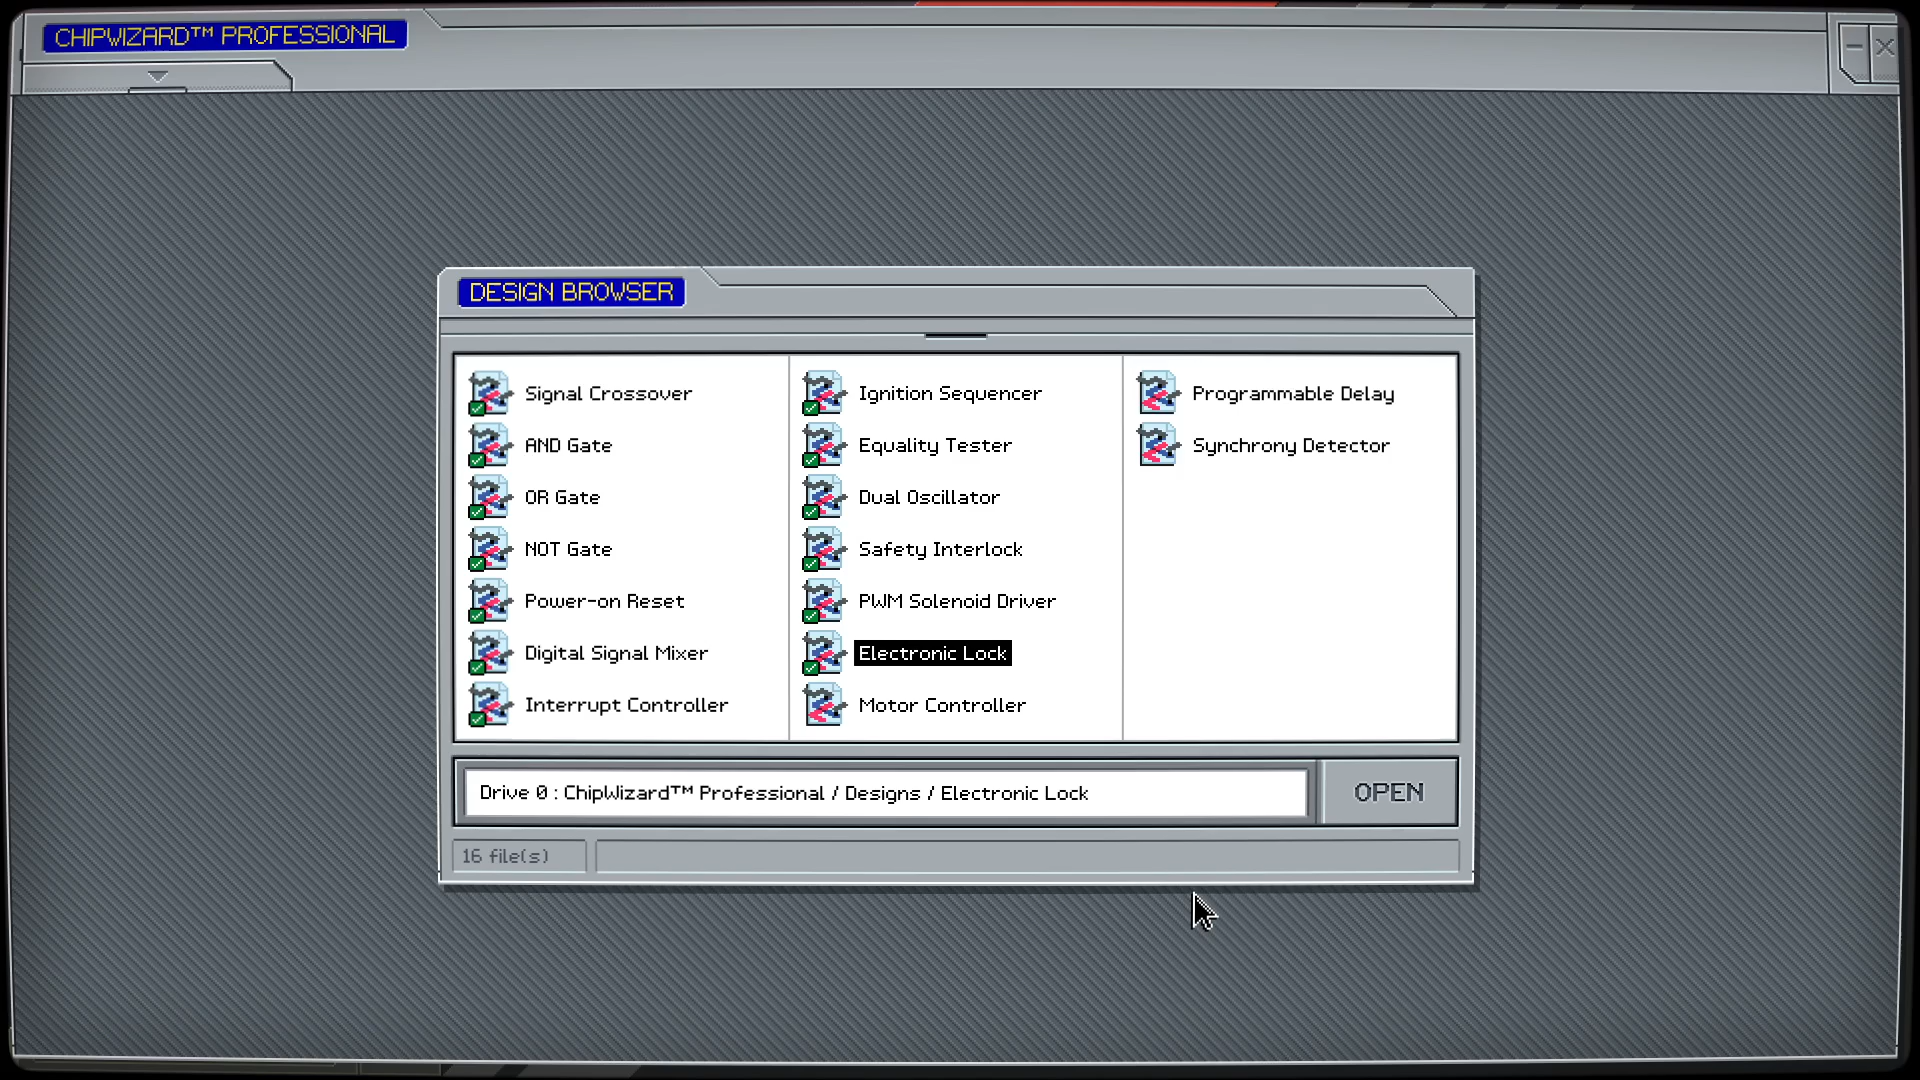 CHIPWIZARD™ PROFESSIONAL
DESIGN BROWSER
Signal Crossover
AND Gate
OR Gate
NOT Gate
Power-on Reset
Digital Signal Mixer
Interrupt Controller
Ignition Sequencer
Equality Tester
Dual Oscillator
Safety Interlock
PWM Solenoid Driver
Electronic Lock
Motor Controller
Programmable Delay
Synchrony Detector
Drive 0 : ChipWizard™ Professional / Designs / Electronic Lock
OPEN
16 file(s)